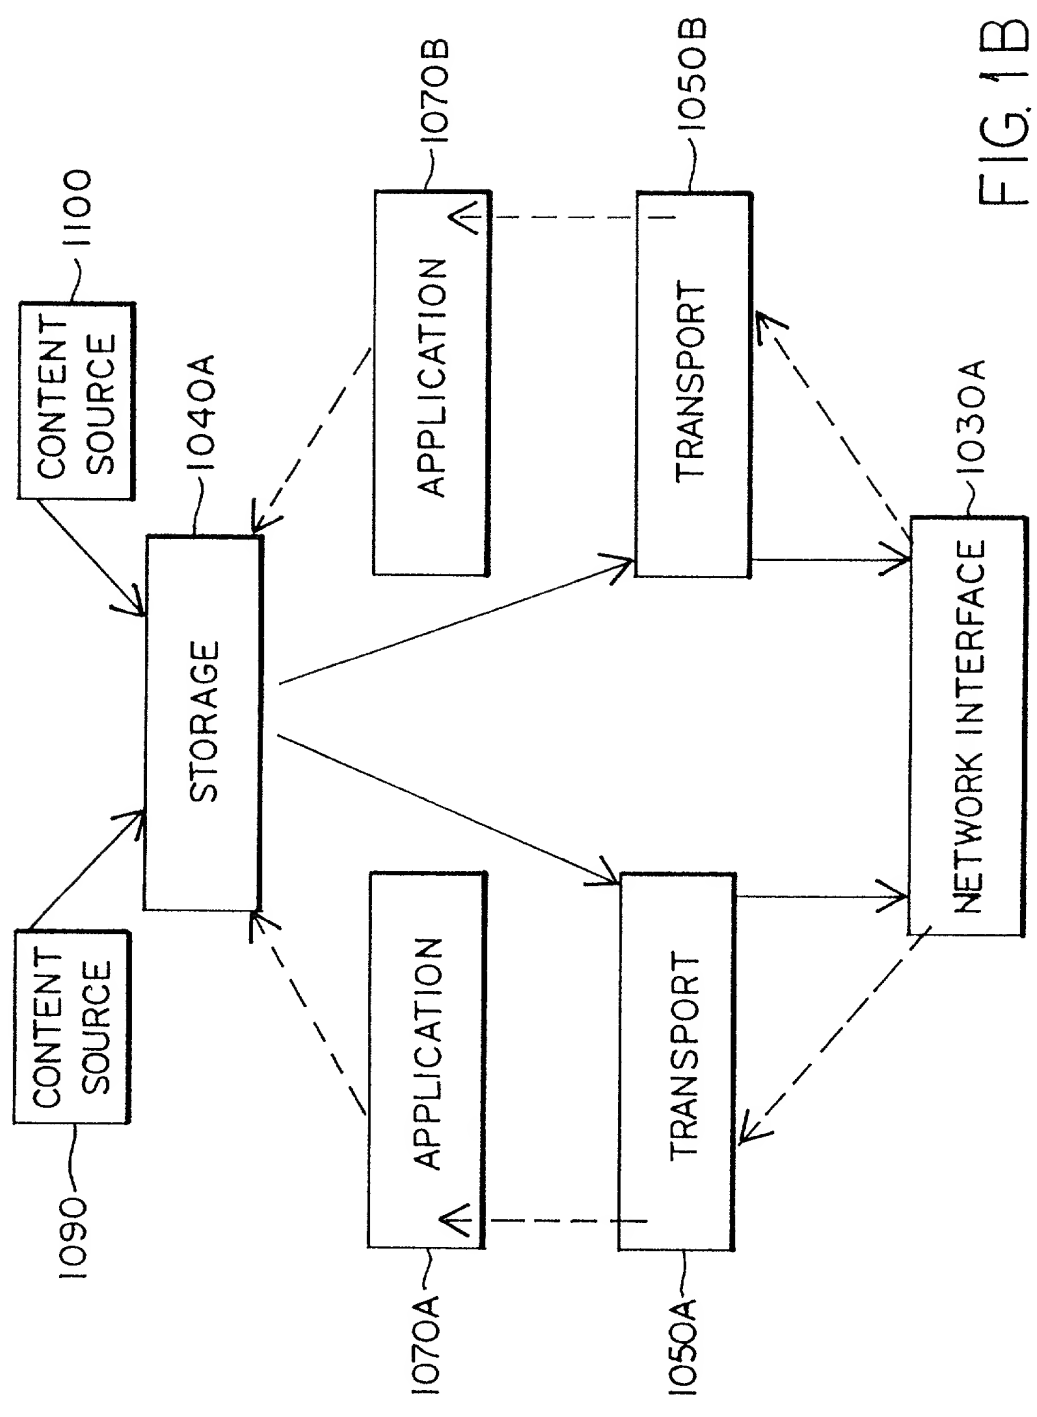 1090
CONTENT
SOURCE
CONTENT
SOURCE
1100
STORAGE
1040A
1070A
APPLICATION
APPLICATION
1070B
1050A
TRANSPORT
TRANSPORT
1050B
NETWORK INTERFACE
1030A
FIG. 1B